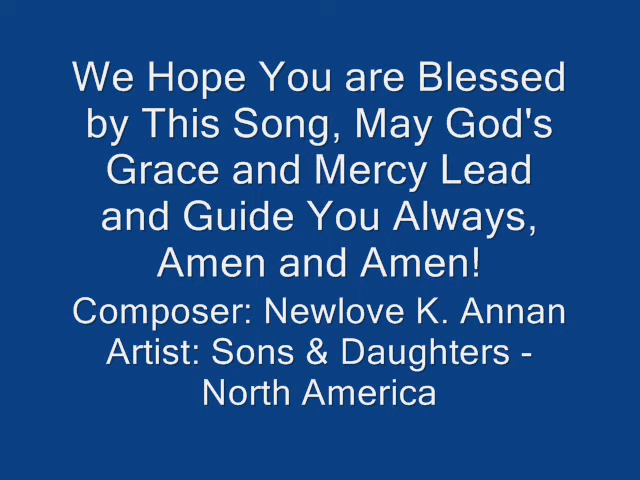 We Hope You are Blessed
by This Song, May God's
Grace and Mercy Lead
and Guide You Always,
Amen and Amen!
Composer: Newlove K. Annan
Artist: Sons & Daughters -
North America